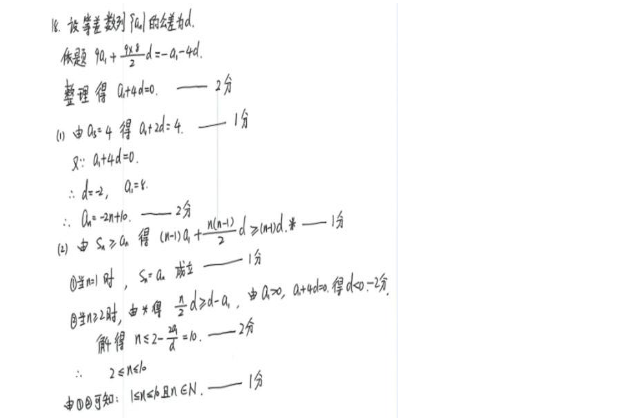 18. 设等差数列{aₙ}的公差为d.
依题 9a₁+9×8/2 d=-a₁-4d.
整理得 a₁+4d=0. —— 2分
(1) 由a₃=4 得 a₁+2d=4. —— 1分
又∵ a₁+4d=0.
∴ d=-2, a₁=8.
∴ aₙ=-2n+10. —— 2分
(2) 由 Sₙ≥aₙ 得 (n-1)a₁+n(n-1)/2 d≥(n-1)d.* —— 1分
①当n=1时, Sₙ=aₙ 成立 —— 1分
②当n≥2时, 由*得 n/2 d≥d-a₁, 由a₁>0, a₁+4d=0.得d<0.-2分.
解得 n≤2-2a₁/d=10. —— 2分
∴ 2≤n≤10
由①②可知: 1≤n≤10且n∈N. —— 1分